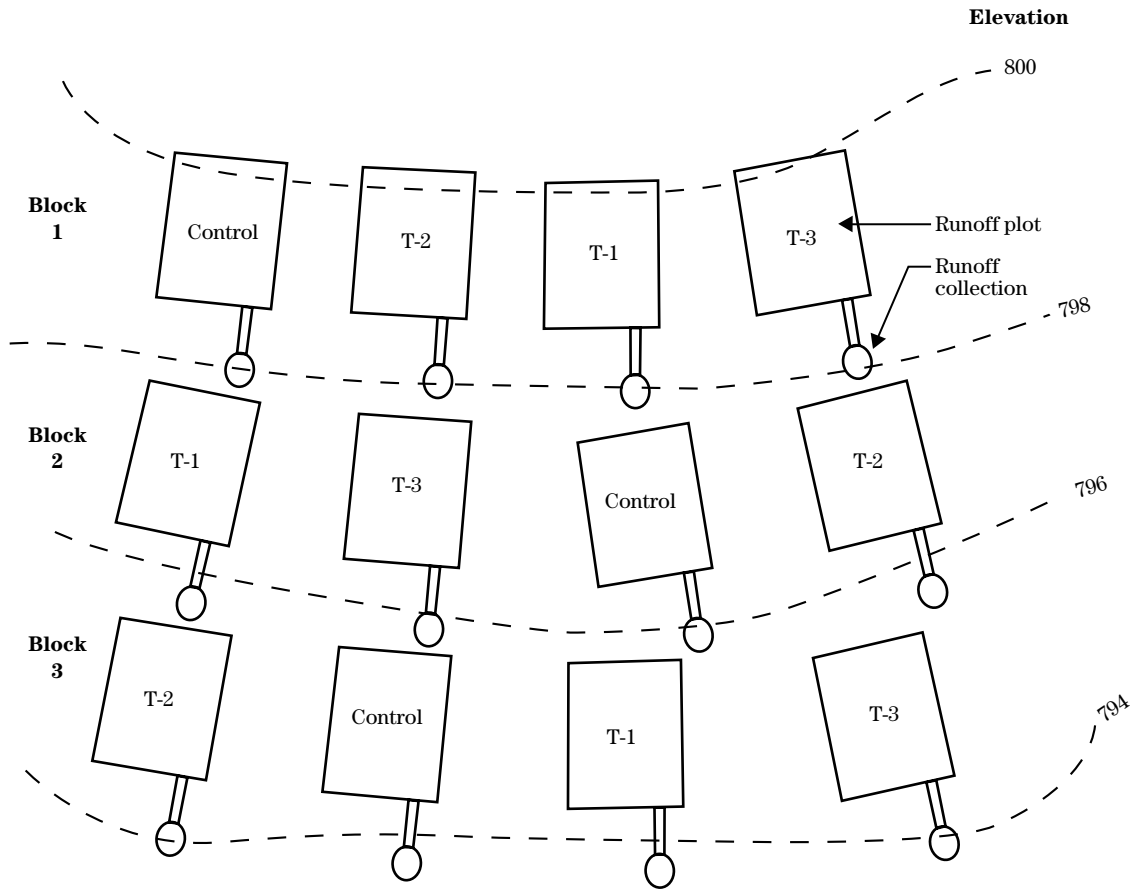 Elevation
800
Block
1
Control
T-2
T-1
T-3
Runoff plot
Runoff
collection
798
Block
2
T-1
T-3
Control
T-2
796
Block
3
T-2
Control
T-1
T-3
794